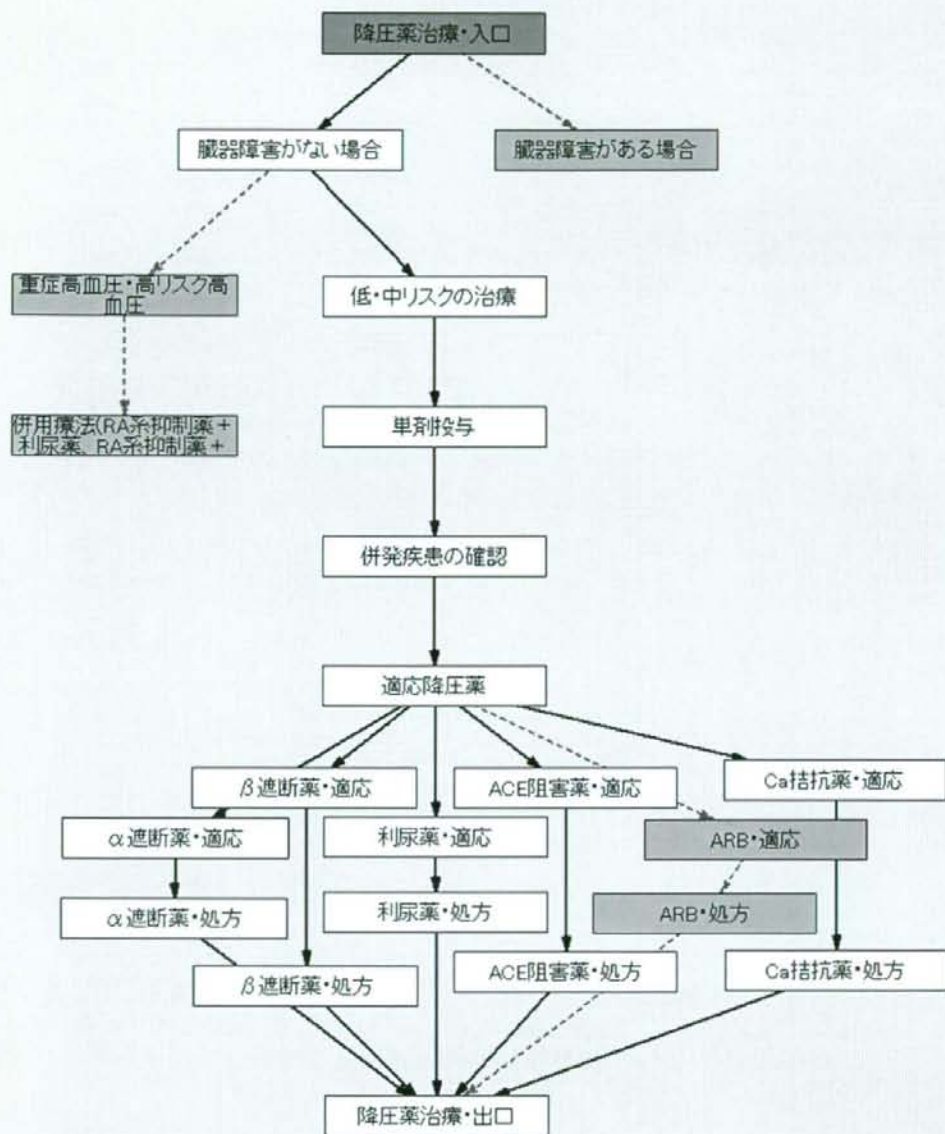 降圧薬治療・入口
臓器障害がない場合
臓器障害がある場合
重症高血圧・高リスク高
血圧
低・中リスクの治療
併用療法(RA系抑制薬+
利尿薬、RA系抑制薬+
単剤投与
併発疾患の確認
適応降圧薬
β遮断薬・適応
ACE阻害薬・適応
Ca拮抗薬・適応
α遮断薬・適応
利尿薬・適応
ARB・適応
α遮断薬・処方
利尿薬・処方
ARB・処方
β遮断薬・処方
ACE阻害薬・処方
Ca拮抗薬・処方
降圧薬治療・出口